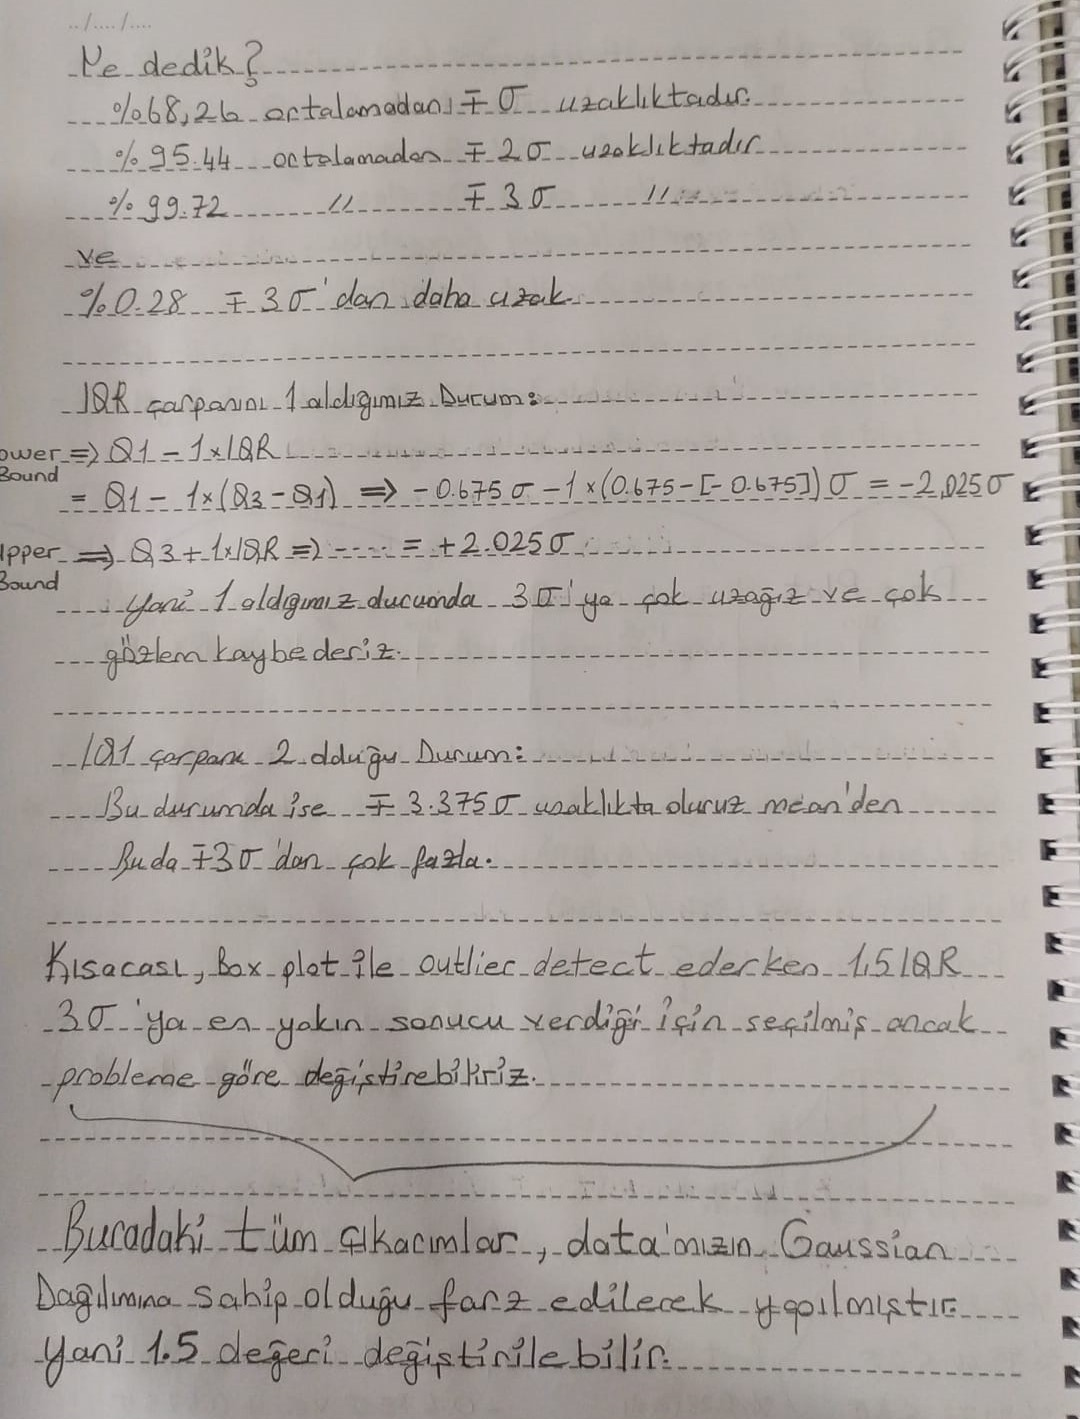 ../..../....
Ne dedik?
%68,26 ortalamadan ∓σ uzaklıktadır.
%95.44 ortalamadan ∓2σ uzaklıktadır
%99.72 " ∓3σ "
ve
%0.28 ∓3σ'dan daha uzak.
IQR çarpanını 1 aldığımız Durum:
ower Bound => Q1 - 1×IQR
= Q1 - 1×(Q3-Q1) => -0.675σ -1×(0.675-[-0.675])σ = -2,025σ
Upper Bound => Q3+1×IQR => ---- = +2.025σ
Yani 1 aldığımız durumda 3σ'ya çok uzağız ve çok
gözlem kaybederiz.
IQ1 çarpanı 2 olduğu Durum:
Bu durumda ise ∓3.375σ uzaklıkta oluruz mean'den
Bu da ∓3σ'dan çok fazla.
Kısacası, Box plot ile outlier detect ederken 1,5IQR
3σ'ya en yakın sonucu verdiği için seçilmiş ancak
probleme göre değiştirebiliriz.
Buradaki tüm çıkarımlar, data'mızın Gaussian
Dağılımına sahip olduğu farz edilerek yapılmıştır.
Yani 1.5 değeri değiştirilebilir.